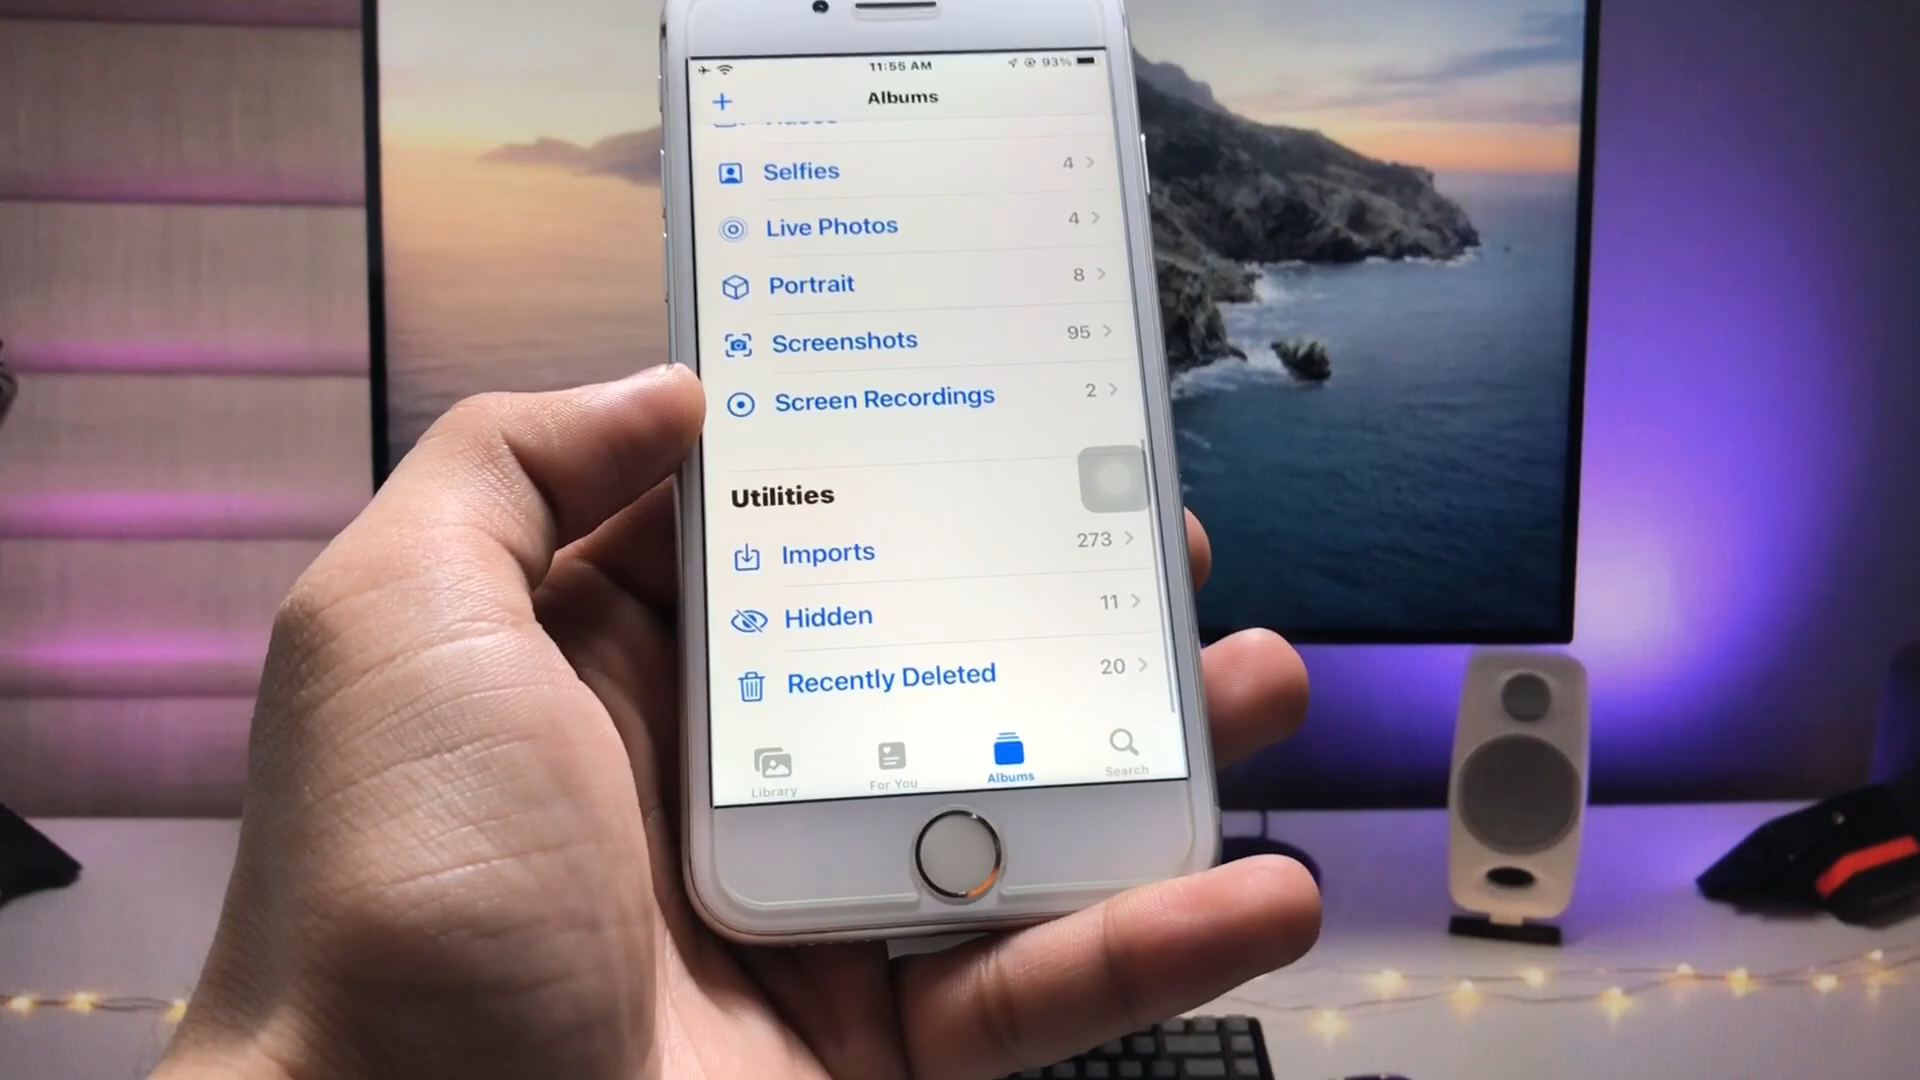 11:55 AM
93%
Albums
Selfies 4
Live Photos 4
Portrait 8
Screenshots 95
Screen Recordings 2
Utilities
Imports 273
Hidden 11
Recently Deleted 20
Library For You Albums Search